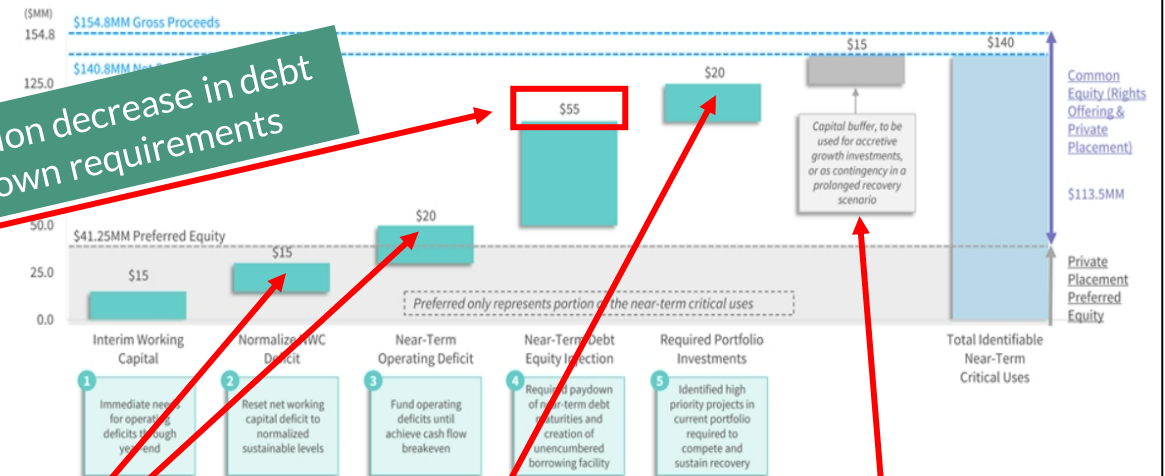 ($MM)
154.8
$154.8MM Gross Proceeds
$140.8MM
125.0
decrease in debt
requirements
50.0
25.0
0.0
$41.25MM Preferred Equity
$15
$15
$20
$55
$20
$15
$140
Capital buffer, to be
used for accretive
growth investments,
or as contingency in a
prolonged recovery
scenario
Preferred only represents portion of the near-term critical uses
Common
Equity (Rights
Offering &
Private
Placement)
$113.5MM
Private
Placement
Preferred
Equity
Interim Working
Capital
Normalize NWC
Deficit
Near-Term
Operating Deficit
Near-Term Debt
Equity Injection
Required Portfolio
Investments
Total Identifiable
Near-Term
Critical Uses
1
Immediate needs
for operating
deficits through
year-end
2
Reset net working
capital deficit to
normalized
sustainable levels
3
Fund operating
deficits until
achieve cash flow
breakeven
4
Required paydown
of near-term debt
maturities and
creation of
unencumbered
borrowing facility
5
Identified high
priority projects in
current portfolio
required to
compete and
sustain recovery